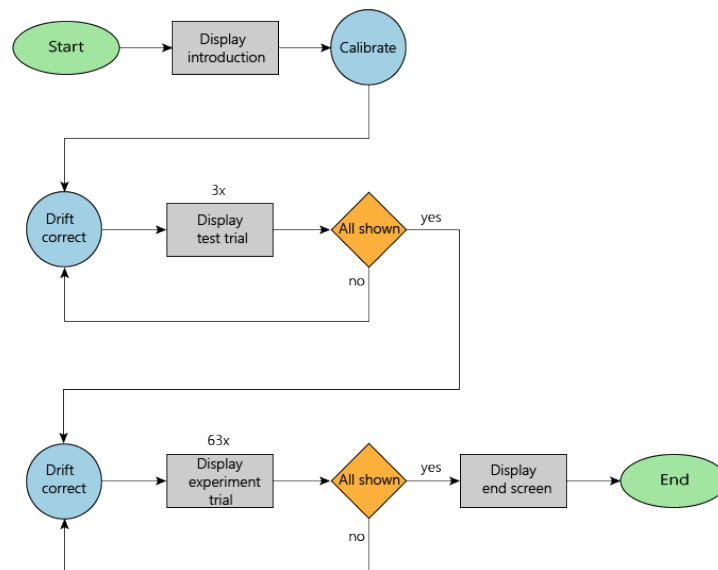 Start
Display
introduction
Calibrate
3x
Drift
correct
Display
test trial
All shown
yes
no
63x
Drift
correct
Display
experiment
trial
All shown
yes
Display
end screen
End
no